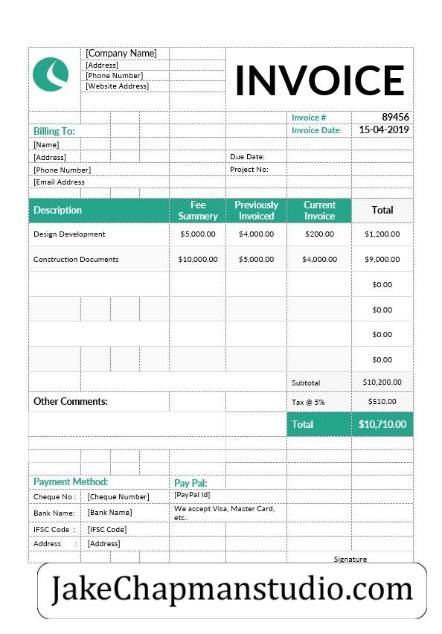 [Company Name]
[Address]
[Phone Number]
[Website Address]
INVOICE
Invoice # 89456
Billing To: Invoice Date: 15-04-2019
[Name]
[Address] Due Date:
[Phone Number] Project No:
[Email Address
Description Fee Summery Previously Invoiced Current Invoice Total
Design Development $5,000.00 $4,000.00 $200.00 $1,200.00
Construction Documents $10,000.00 $5,000.00 $4,000.00 $9,000.00
$0.00
$0.00
$0.00
$0.00
Subtotal $10,200.00
Other Comments: Tax @ 5% $510.00
Total $10,710.00
Payment Method: Pay Pal:
Cheque No : [Cheque Number] [PayPal Id]
Bank Name: [Bank Name] We accept Visa, Master Card,
etc..
IFSC Code : [IFSC Code]
Address : [Address]
Signature
JakeChapmanstudio.com